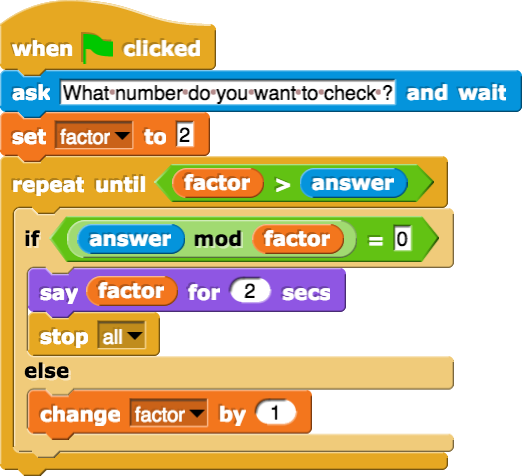 when clicked
ask What number do you want to check ? and wait
set factor to 2
repeat until factor > answer
if answer mod factor = 0
say factor for 2 secs
stop all
else
change factor by 1